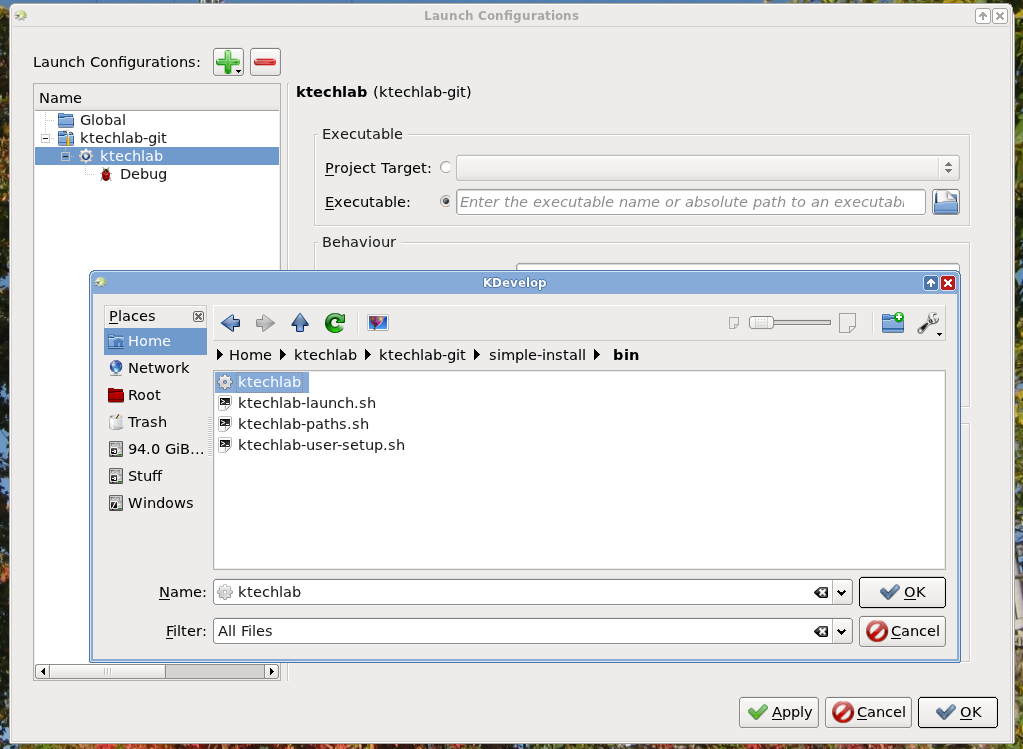 Launch Configurations
Launch Configurations:
Name
Global
ktechlab-git
ktechlab
Debug
ktechlab (ktechlab-git)
Executable
Project Target:
Executable: Enter the executable name or absolute path to an executabl
Behaviour
KDevelop
Places
Home
Network
Root
Trash
94.0 GiB...
Stuff
Windows
Home ktechlab ktechlab-git simple-install bin
ktechlab
ktechlab-launch.sh
ktechlab-paths.sh
ktechlab-user-setup.sh
Name: ktechlab OK
Filter: All Files Cancel
Apply Cancel OK